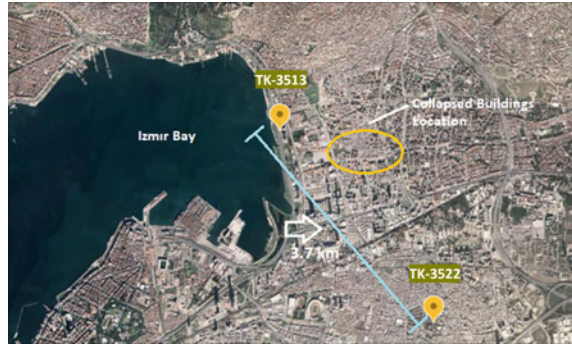 TK-3513
Collapsed Buildings
Location
Izmır Bay
3.7 km
TK-3522